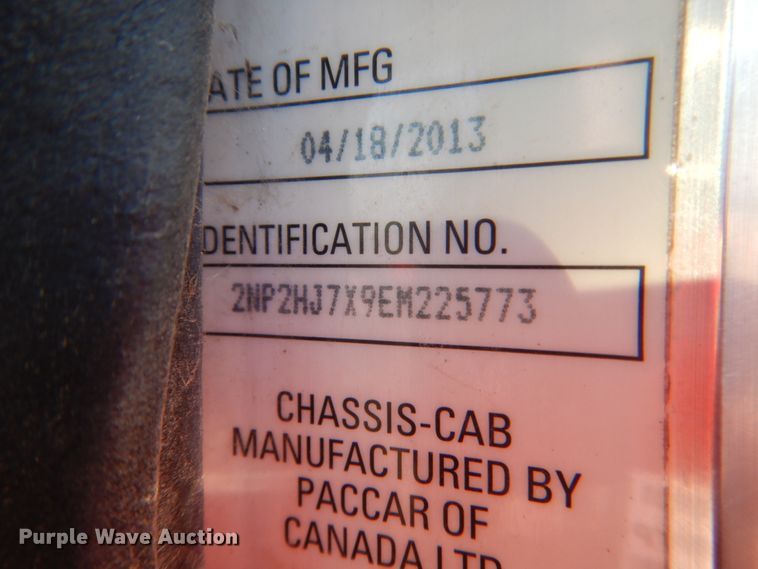 ATE OF MFG
04/18/2013
DENTIFICATION NO.
2NP2HJ7X9EM225773
CHASSIS-CAB
MANUFACTURED BY
PACCAR OF
CANADA LTD
Purple Wave Auction®